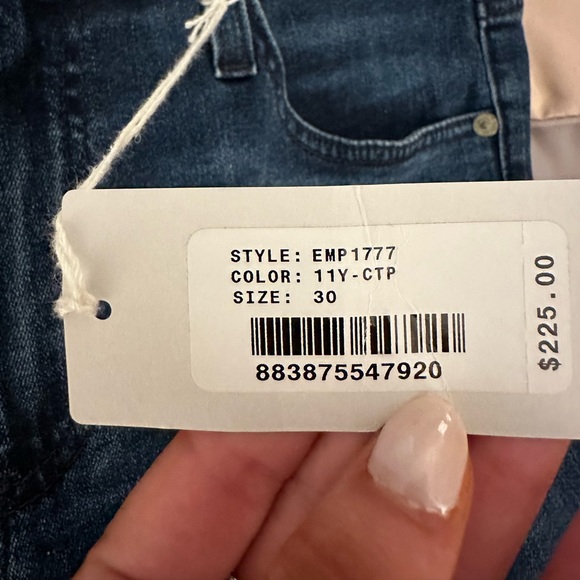 STYLE: EMP1777
COLOR: 11Y-CTP
SIZE: 30
883875547920
$225.00